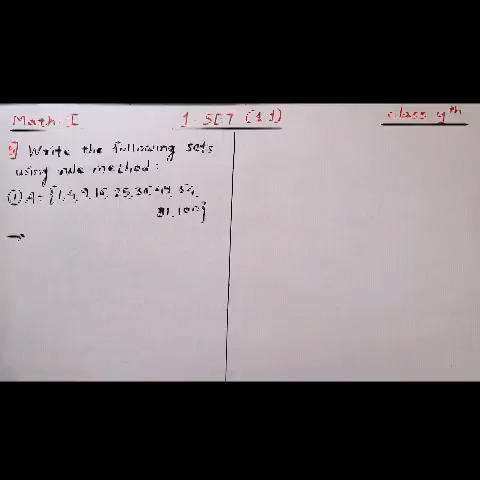 Math I
1. SET (1.1)
class 9th
Write the following sets
using rule method:
① A = {1, 4, 9, 16, 25, 36, 49, 64,
81, 100}
→